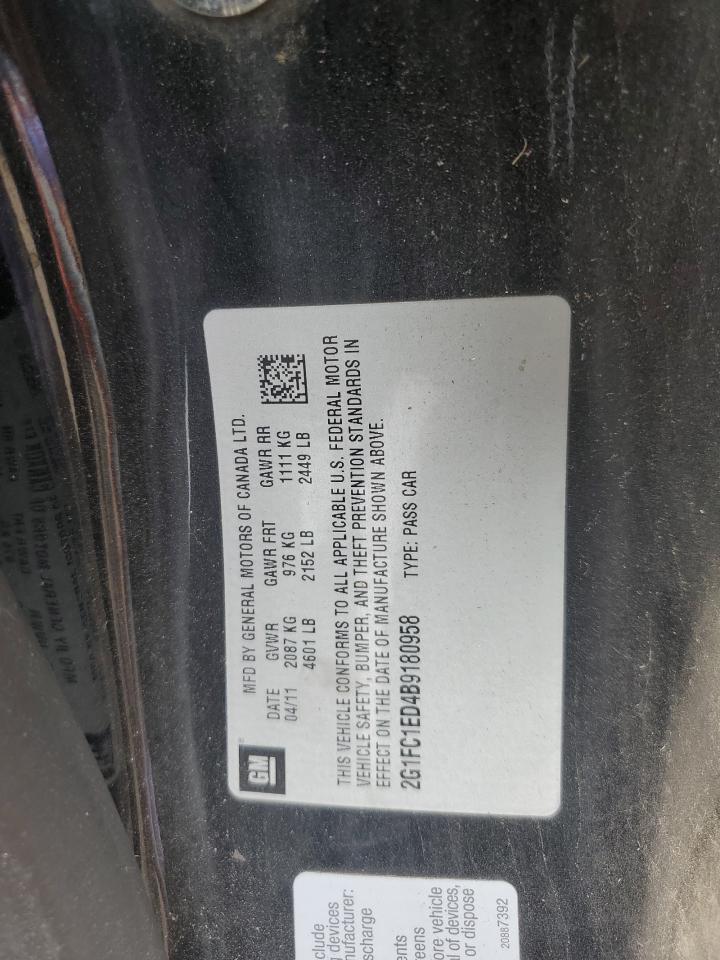 GM®
MFD BY GENERAL MOTORS OF CANADA LTD.
DATE GVWR GAWR FRT GAWR RR
04/11 2087 KG 976 KG 1111 KG
4601 LB 2152 LB 2449 LB
THIS VEHICLE CONFORMS TO ALL APPLICABLE U.S. FEDERAL MOTOR
VEHICLE SAFETY, BUMPER, AND THEFT PREVENTION STANDARDS IN
EFFECT ON THE DATE OF MANUFACTURE SHOWN ABOVE.
2G1FC1ED4B9180958 TYPE: PASS CAR
clude
g devices
nufacturer:
scharge
ents
reens
ore vehicle
al of devices,
or dispose
20887392